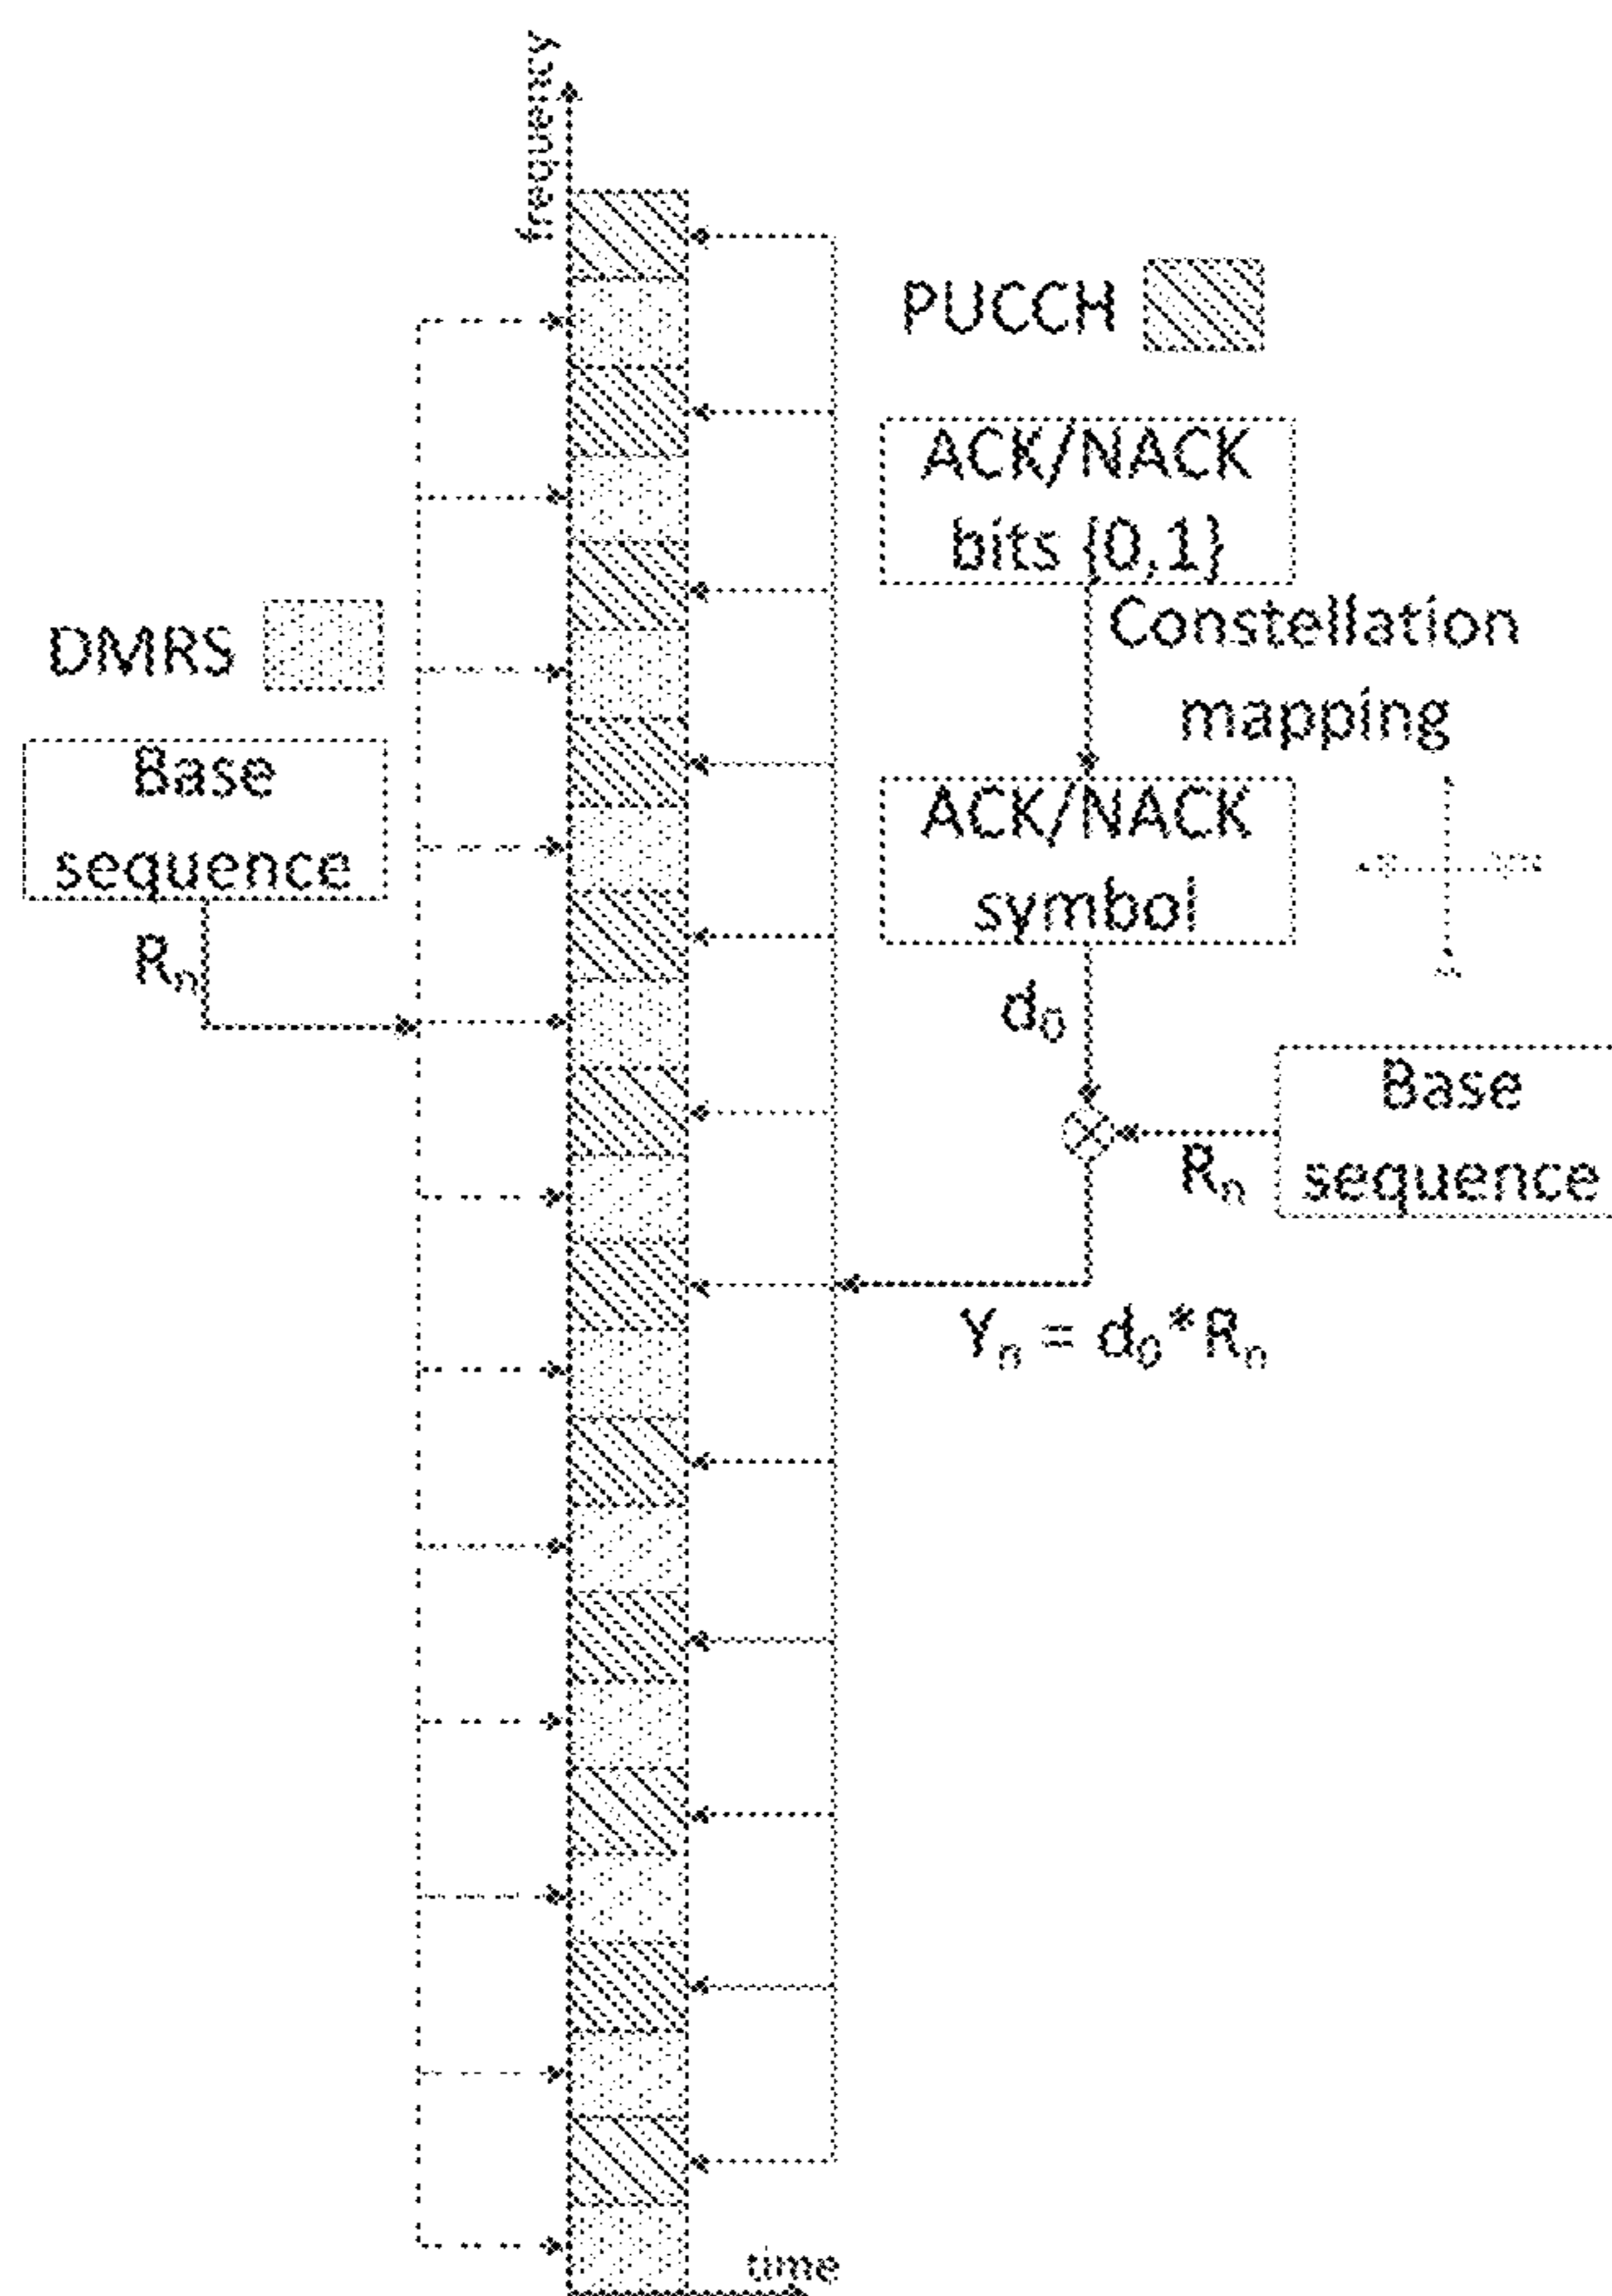 frequency
PUCCH
ACK/NACK
bits {0,1}
Constellation
mapping
DMRS
Base
sequence
Rₙ
ACK/NACK
symbol
d₀
Base
sequence
Rₙ
Yₙ = d₀*Rₙ
time